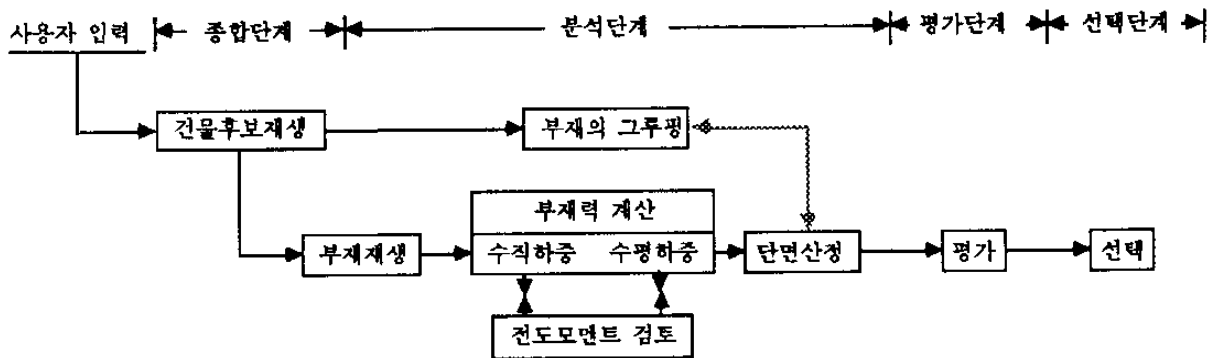 사용자 인력 종합단계 분석단계 평가단계 선택단계
건물후보재생 부재의 그루핑
부재력 계산
부재재생 수직하중 수평하중 단면산정 평가 선택
전도모멘트 검토